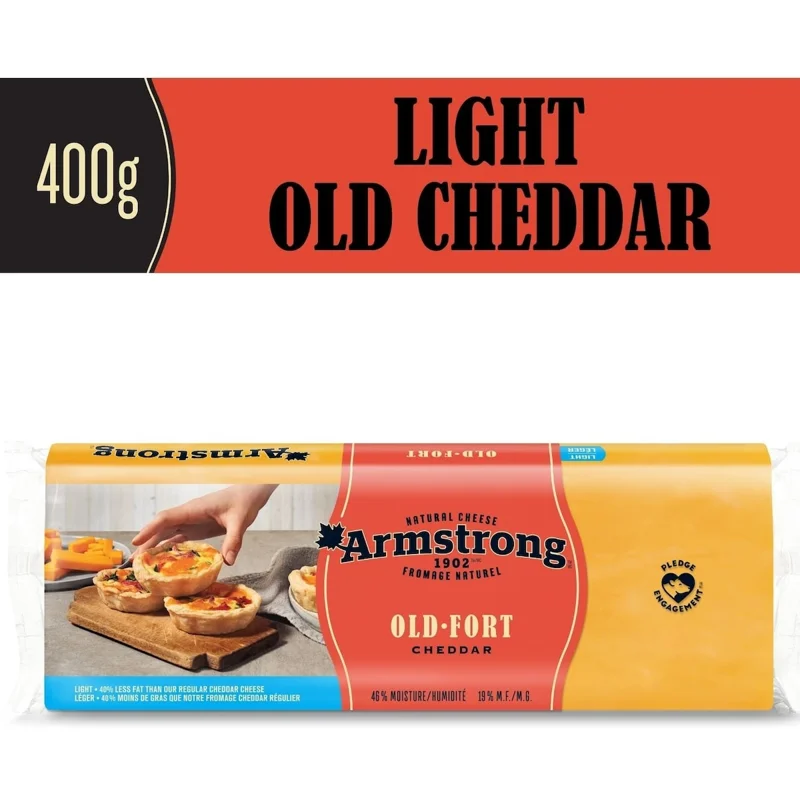 400g
LIGHT
OLD CHEDDAR
Armstrong
OLD-FORT
LIGHT
LÉGER
NATURAL CHEESE
Armstrong
1902
FROMAGE NATUREL
OLD•FORT
CHEDDAR
46% MOISTURE/HUMIDITÉ 19% M.F./M.G.
PLEDGE
ENGAGEMENT
LIGHT • 40% LESS FAT THAN OUR REGULAR CHEDDAR CHEESE
LÉGER • 40% MOINS DE GRAS QUE NOTRE FROMAGE CHEDDAR RÉGULIER